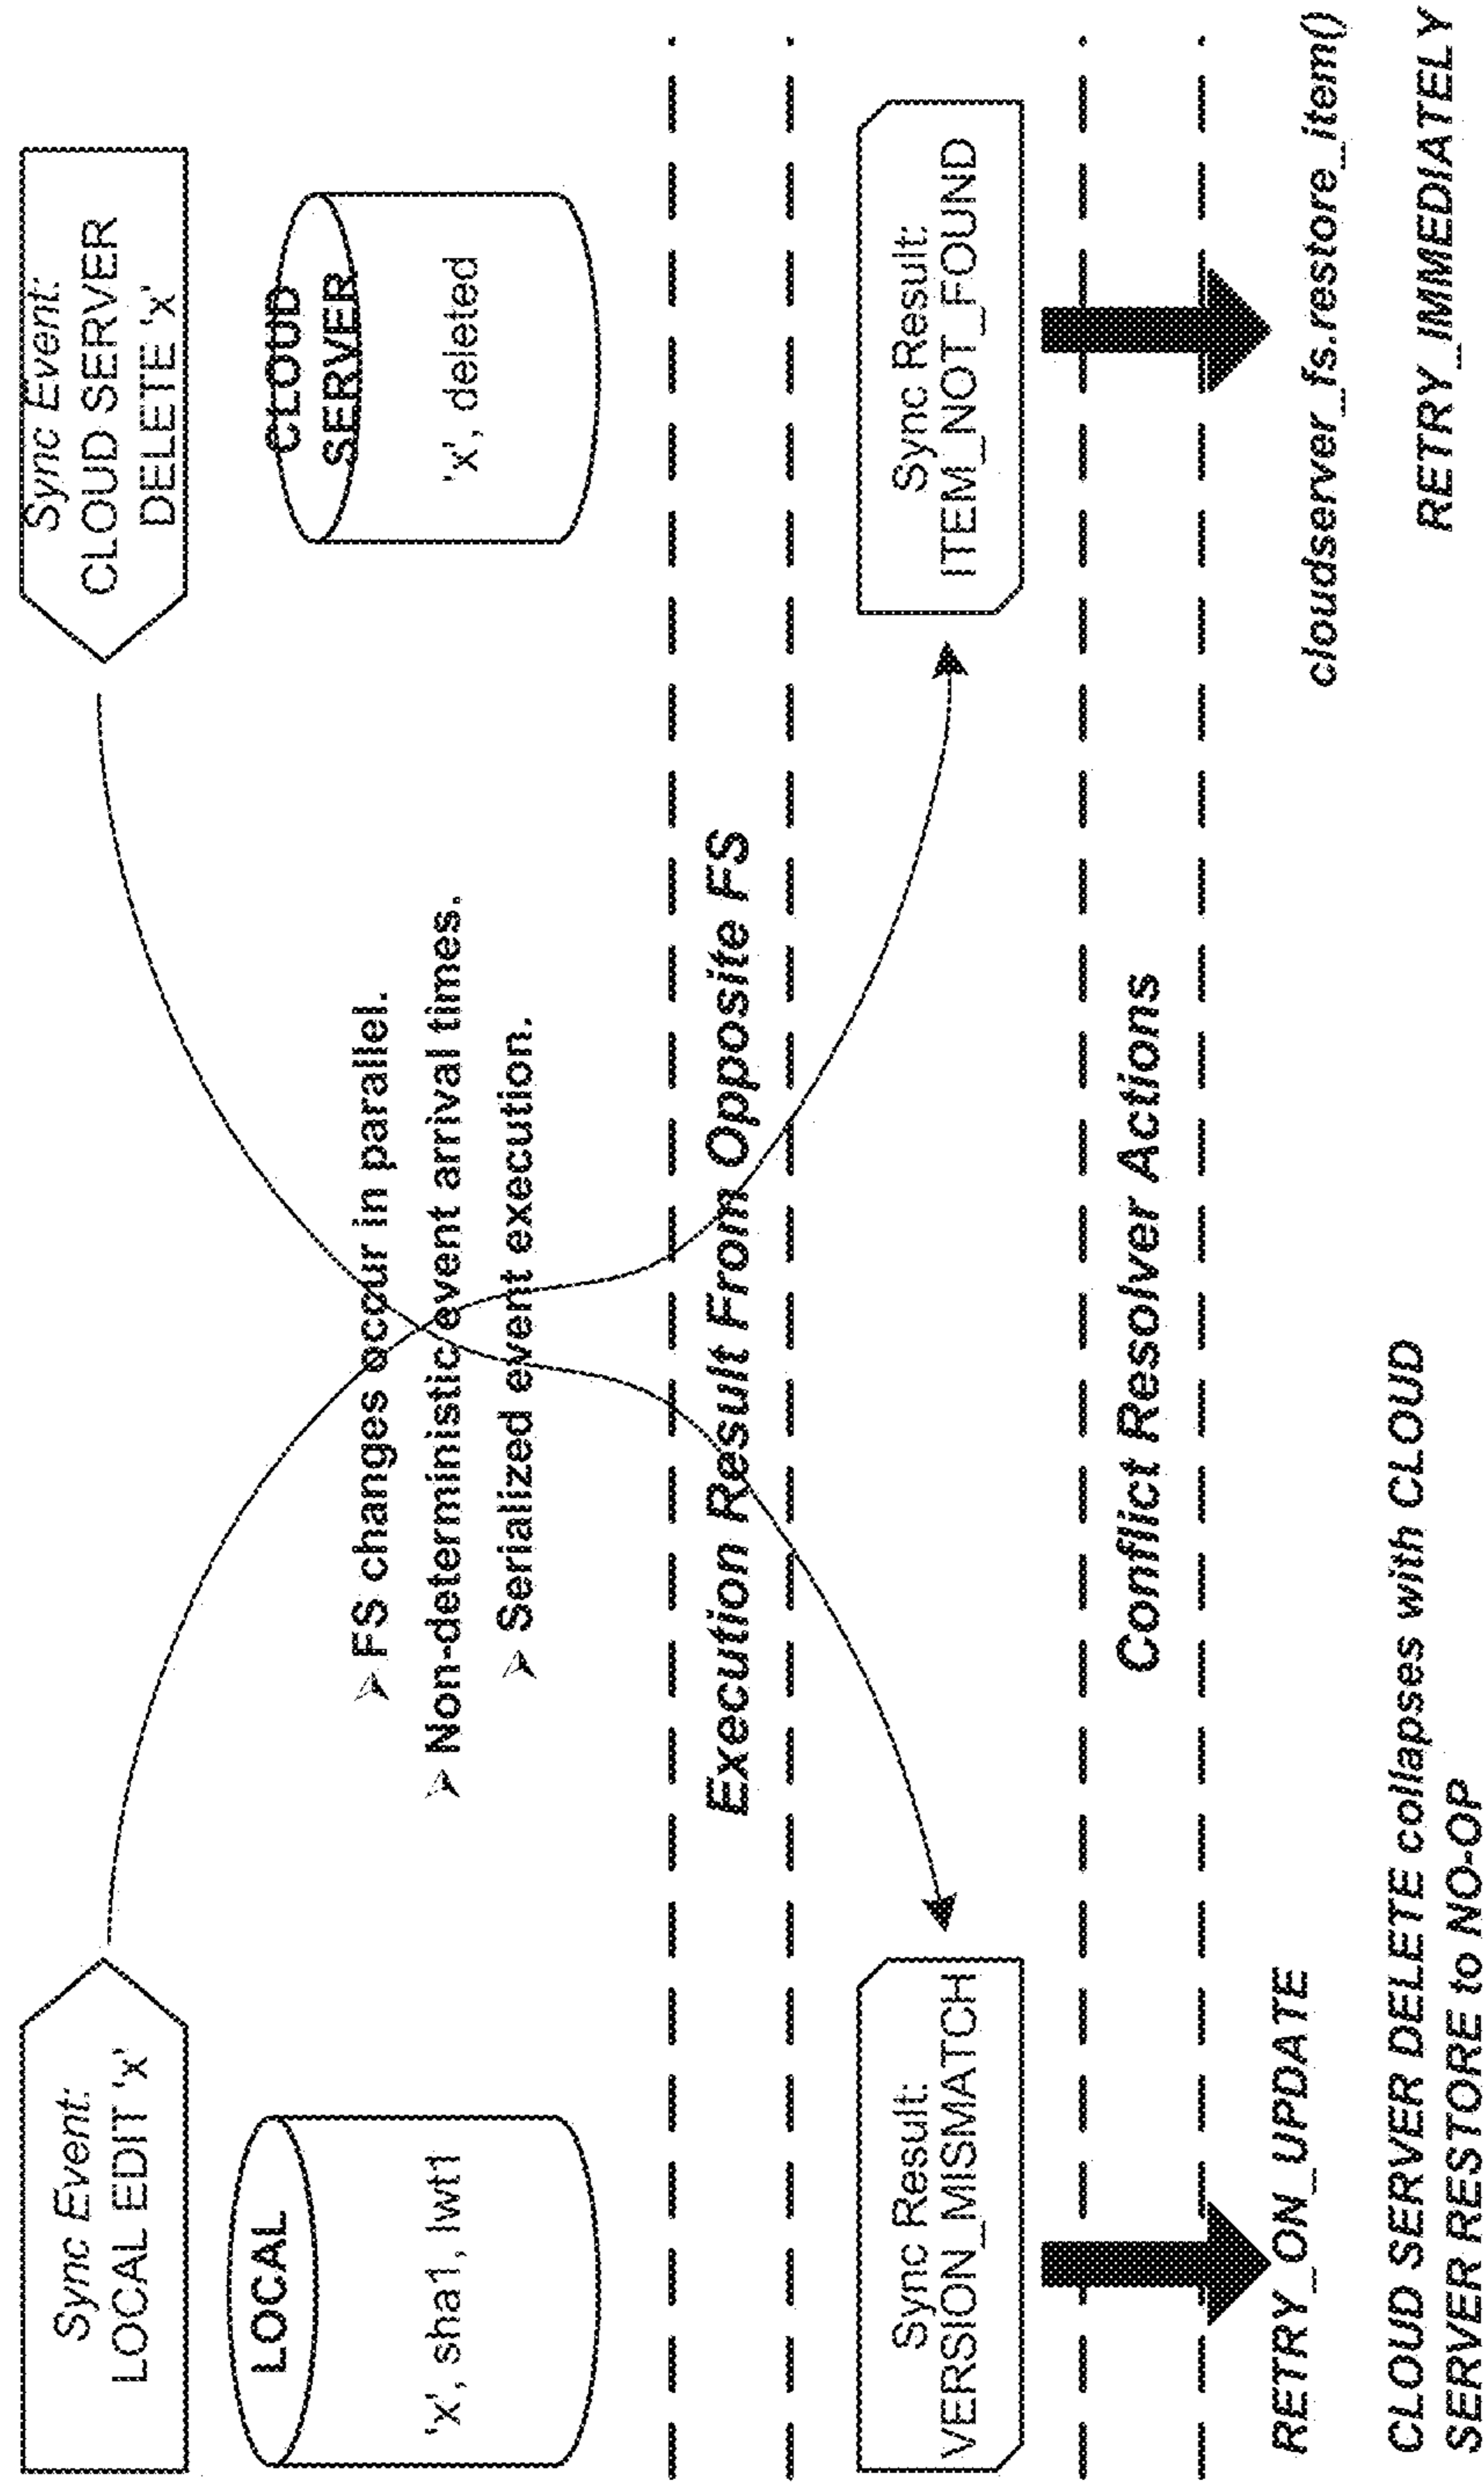 Sync Event:
LOCAL EDIT 'x'
Sync Event:
CLOUD SERVER
DELETE 'x'
LOCAL
'x', sha1, lwt1
CLOUD
SERVER
'x', deleted
➤ FS changes occur in parallel.
➤ Non-deterministic event arrival times.
➤ Serialized event execution.
Execution Result From Opposite FS
Sync Result:
VERSION_MISMATCH
Sync Result:
ITEM_NOT_FOUND
Conflict Resolver Actions
RETRY_ON_UPDATE
CLOUD SERVER DELETE collapses with CLOUD
SERVER RESTORE to NO-OP
cloudserver_fs.restore_item()
RETRY_IMMEDIATELY